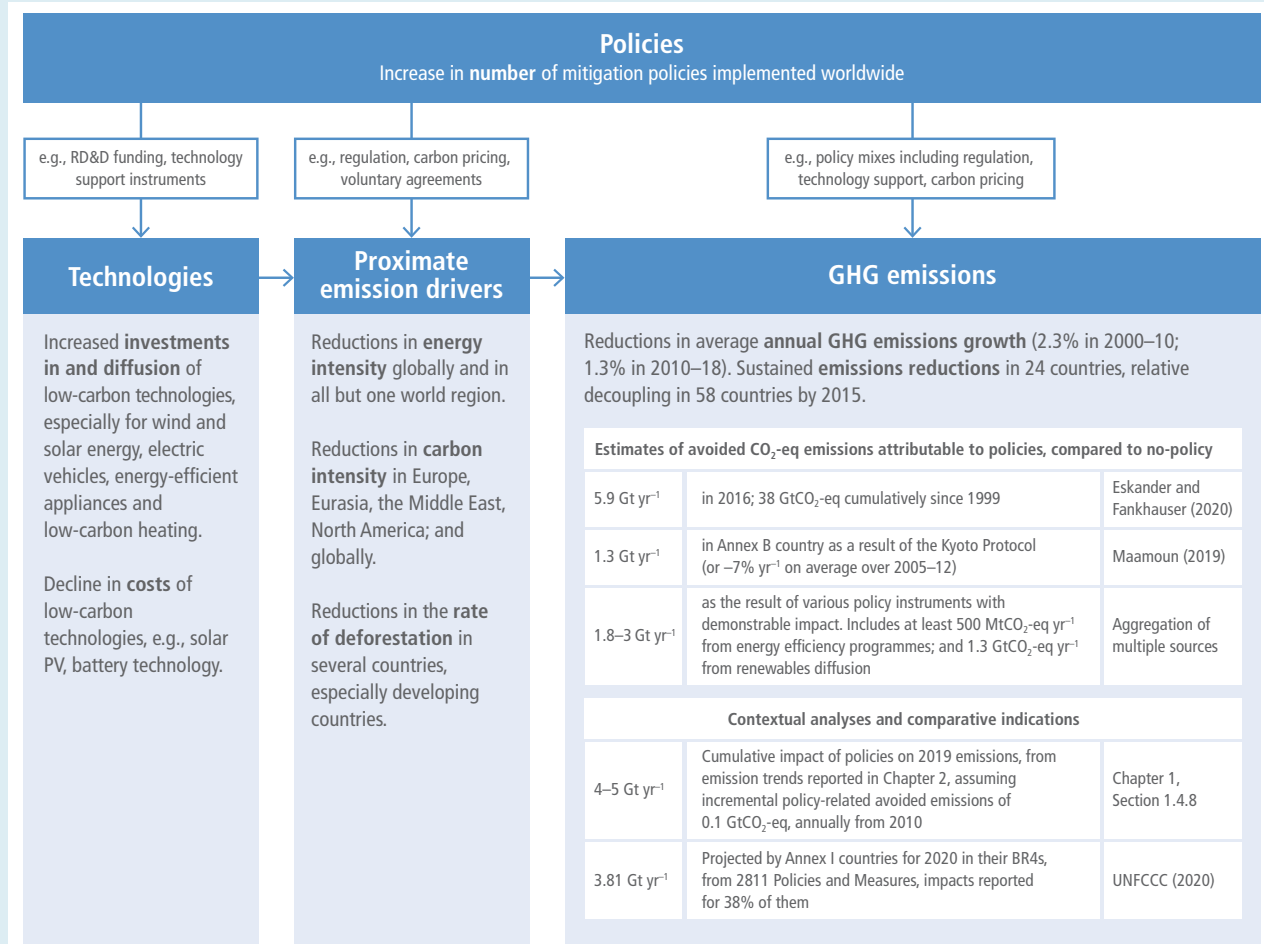 Policies
Increase in number of mitigation policies implemented worldwide
e.g., RD&D funding, technology
support instruments
e.g., regulation, carbon pricing,
voluntary agreements
e.g., policy mixes including regulation,
technology support, carbon pricing
Technologies
Increased investments
in and diffusion of
low-carbon technologies,
especially for wind and
solar energy, electric
vehicles, energy-efficient
appliances and
low-carbon heating.
Decline in costs of
low-carbon
technologies, e.g., solar
PV, battery technology.
Proximate
emission drivers
Reductions in energy
intensity globally and in
all but one world region.
Reductions in carbon
intensity in Europe,
Eurasia, the Middle East,
North America; and
globally.
Reductions in the rate
of deforestation in
several countries,
especially developing
countries.
GHG emissions
Reductions in average annual GHG emissions growth (2.3% in 2000–10;
1.3% in 2010–18). Sustained emissions reductions in 24 countries, relative
decoupling in 58 countries by 2015.
Estimates of avoided CO₂-eq emissions attributable to policies, compared to no-policy
5.9 Gt yr⁻¹
in 2016; 38 GtCO₂-eq cumulatively since 1999
Eskander and
Fankhauser (2020)
1.3 Gt yr⁻¹
in Annex B country as a result of the Kyoto Protocol
(or –7% yr⁻¹ on average over 2005–12)
Maamoun (2019)
1.8–3 Gt yr⁻¹
as the result of various policy instruments with
demonstrable impact. Includes at least 500 MtCO₂-eq yr⁻¹
from energy efficiency programmes; and 1.3 GtCO₂-eq yr⁻¹
from renewables diffusion
Aggregation of
multiple sources
Contextual analyses and comparative indications
4–5 Gt yr⁻¹
Cumulative impact of policies on 2019 emissions, from
emission trends reported in Chapter 2, assuming
incremental policy-related avoided emissions of
0.1 GtCO₂-eq, annually from 2010
Chapter 1,
Section 1.4.8
3.81 Gt yr⁻¹
Projected by Annex I countries for 2020 in their BR4s,
from 2811 Policies and Measures, impacts reported
for 38% of them
UNFCCC (2020)